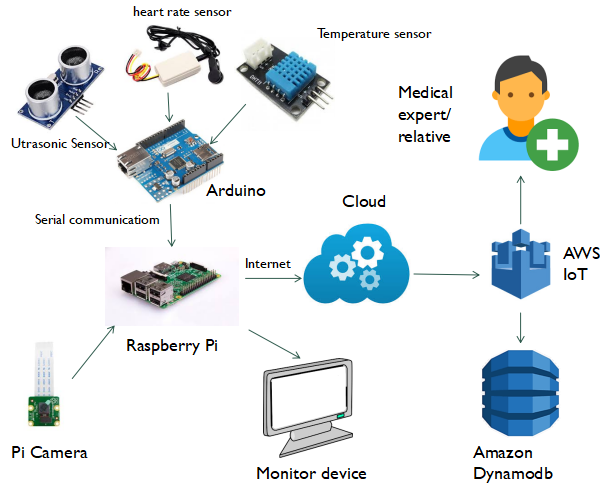 heart rate sensor
Temperature sensor
Medical
expert/
relative
Ultrasonic Sensor
Arduino
Serial communicatiom
Cloud
Internet
AWS
IoT
Raspberry Pi
Pi Camera
Monitor device
Amazon
Dynamodb